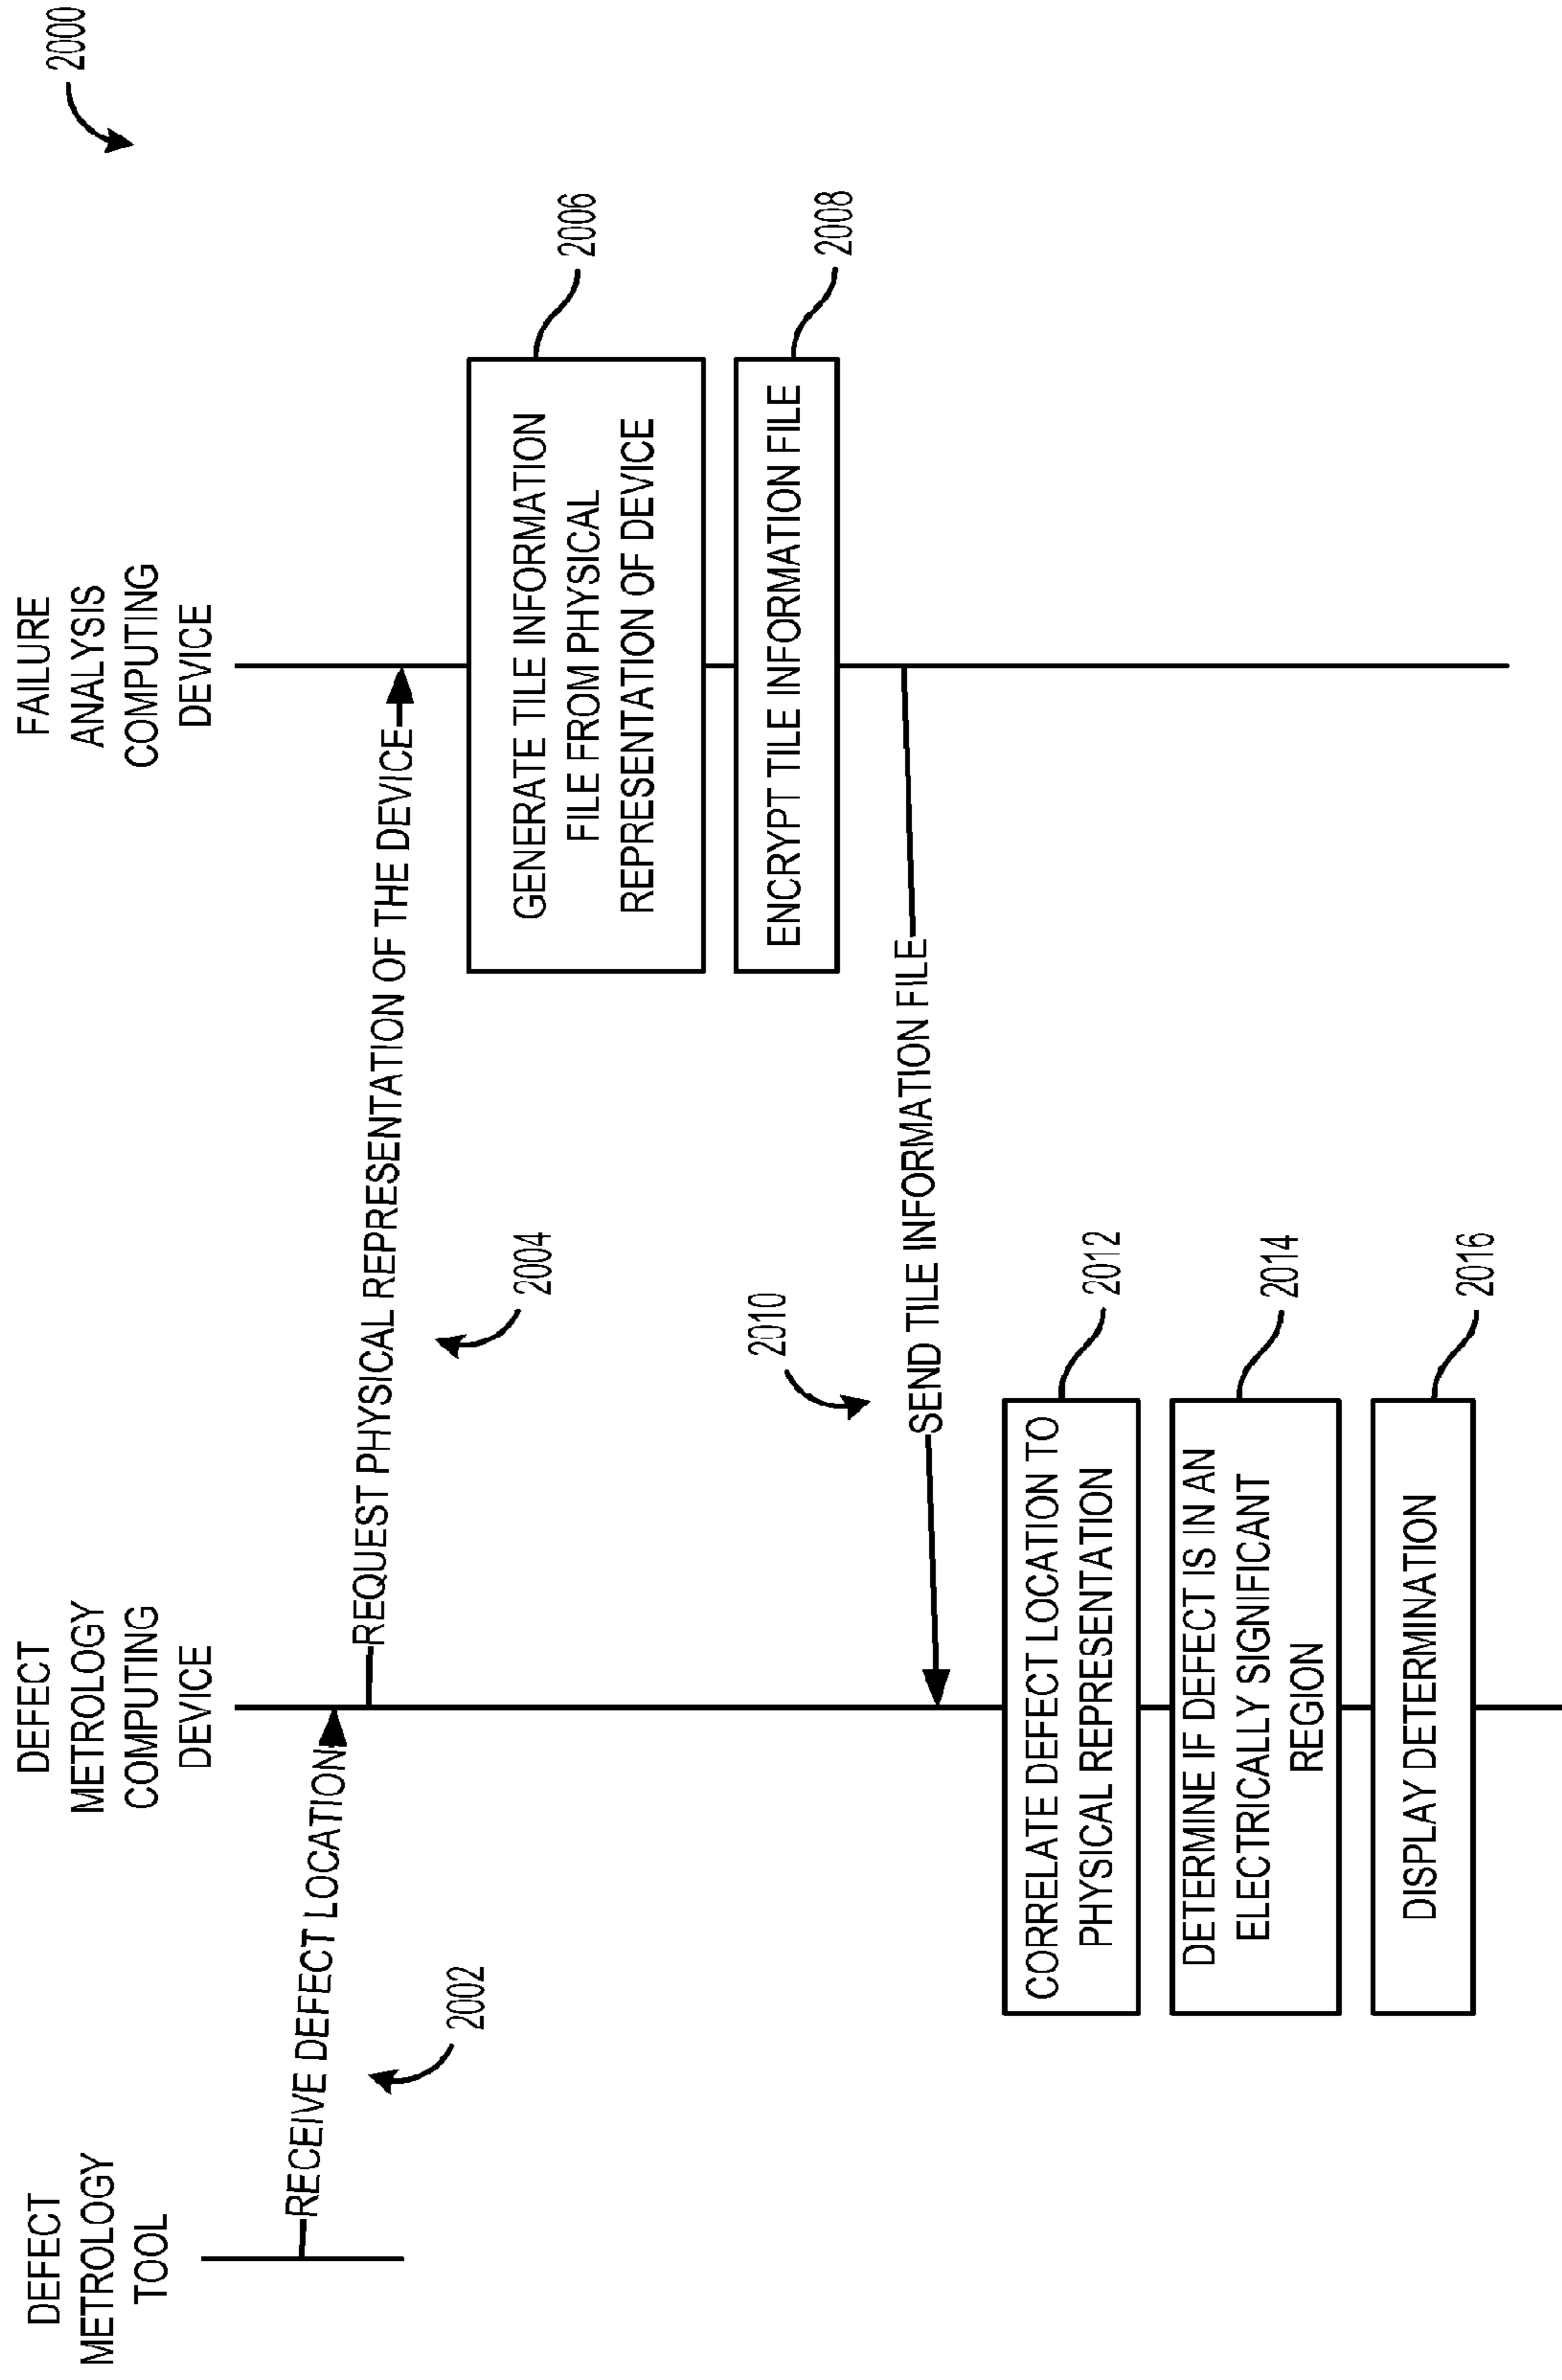 2000
DEFECT
METROLOGY
TOOL
DEFECT
METROLOGY
COMPUTING
DEVICE
FAILURE
ANALYSIS
COMPUTING
DEVICE
RECEIVE DEFECT LOCATION
2002
REQUEST PHYSICAL REPRESENTATION OF THE DEVICE
2004
GENERATE TILE INFORMATION
FILE FROM PHYSICAL
REPRESENTATION OF DEVICE
2006
ENCRYPT TILE INFORMATION FILE
2008
2010
SEND TILE INFORMATION FILE
CORRELATE DEFECT LOCATION TO
PHYSICAL REPRESENTATION
2012
DETERMINE IF DEFECT IS IN AN
ELECTRICALLY SIGNIFICANT
REGION
2014
DISPLAY DETERMINATION
2016